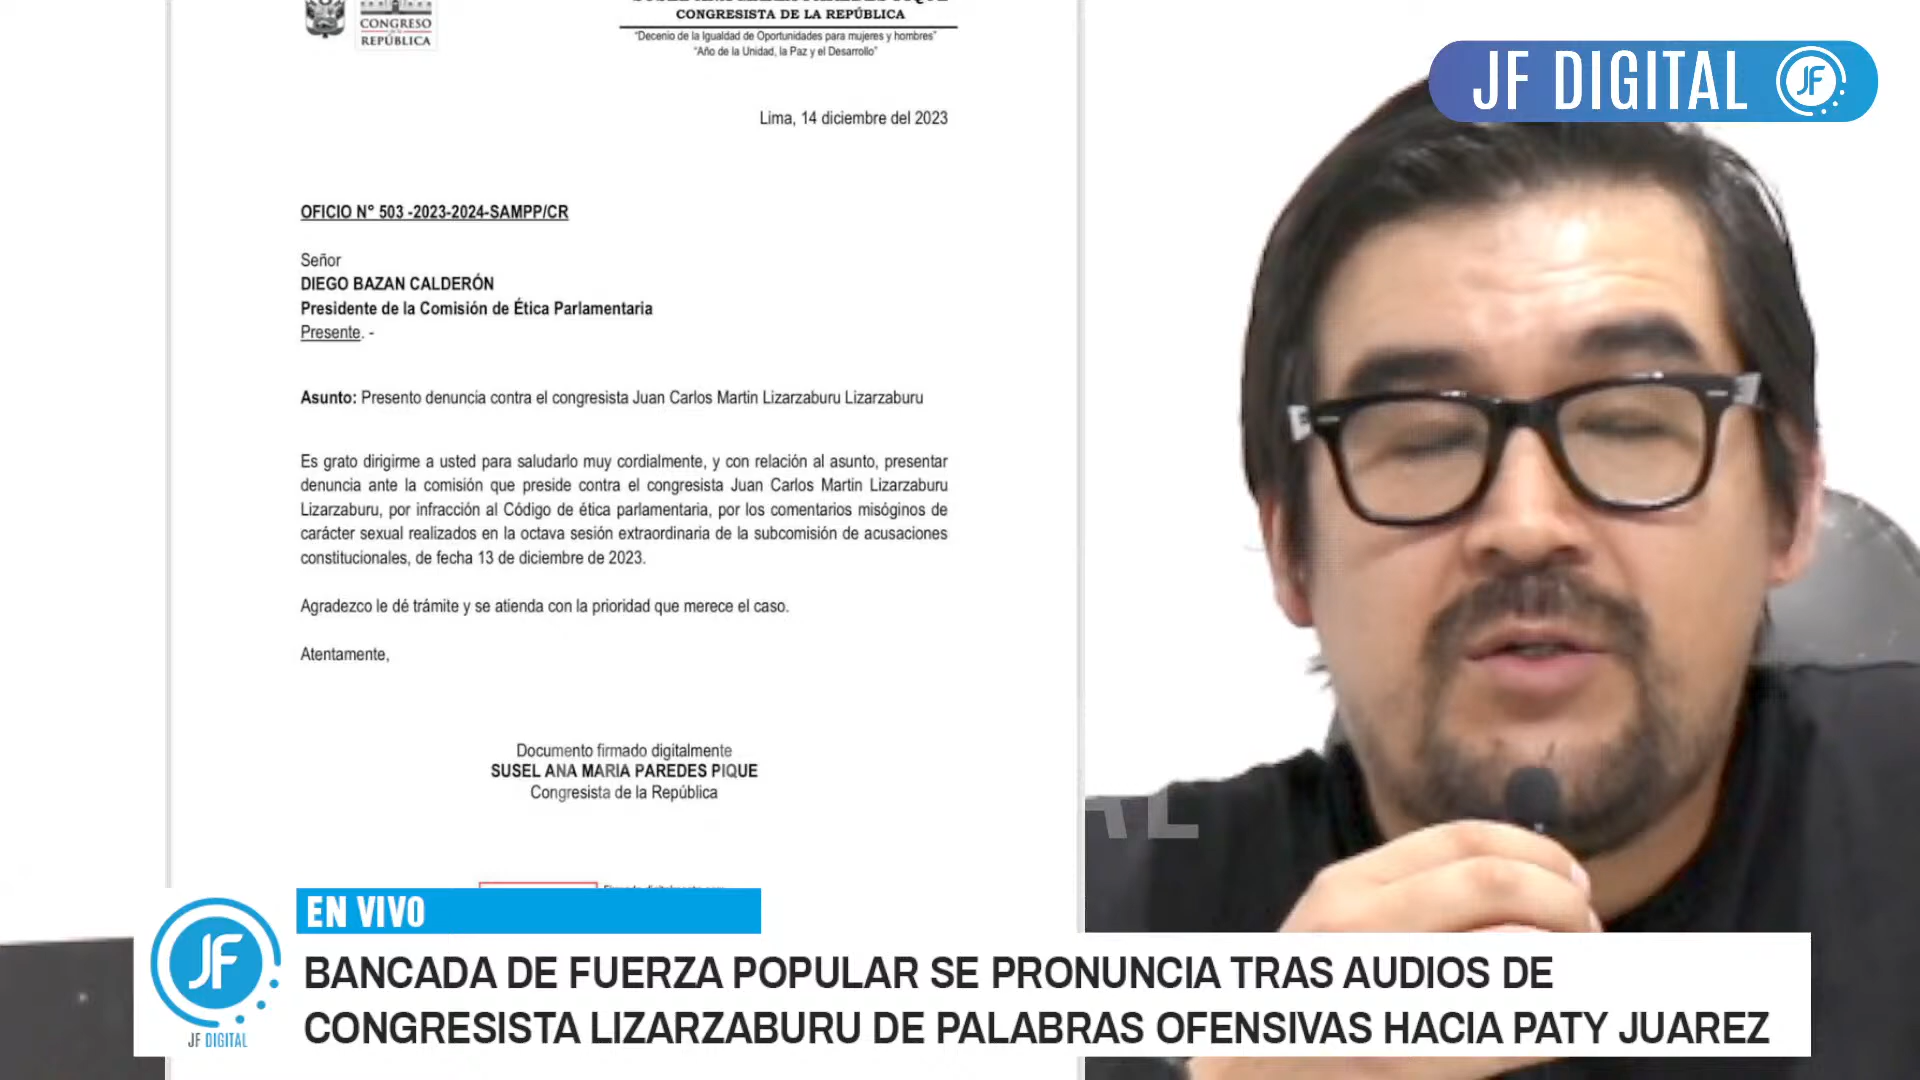 CONGRESO
REPÚBLICA
CONGRESISTA DE LA REPÚBLICA
“Decenio de la Igualdad de Oportunidades para mujeres y hombres”
“Año de la Unidad, la Paz y el Desarrollo”
JF DIGITAL JF
Lima, 14 diciembre del 2023
OFICIO N° 503 -2023-2024-SAMPP/CR
Señor
DIEGO BAZAN CALDERÓN
Presidente de la Comisión de Ética Parlamentaria
Presente. -
Asunto: Presento denuncia contra el congresista Juan Carlos Martin Lizarzaburu Lizarzaburu
Es grato dirigirme a usted para saludarlo muy cordialmente, y con relación al asunto, presentar
denuncia ante la comisión que preside contra el congresista Juan Carlos Martin Lizarzaburu
Lizarzaburu, por infracción al Código de ética parlamentaria, por los comentarios misóginos de
carácter sexual realizados en la octava sesión extraordinaria de la subcomisión de acusaciones
constitucionales, de fecha 13 de diciembre de 2023.
Agradezco le dé trámite y se atienda con la prioridad que merece el caso.
Atentamente,
Documento firmado digitalmente
SUSEL ANA MARIA PAREDES PIQUE
Congresista de la República
EN VIVO
JF
JF DIGITAL
BANCADA DE FUERZA POPULAR SE PRONUNCIA TRAS AUDIOS DE
CONGRESISTA LIZARZABURU DE PALABRAS OFENSIVAS HACIA PATY JUAREZ